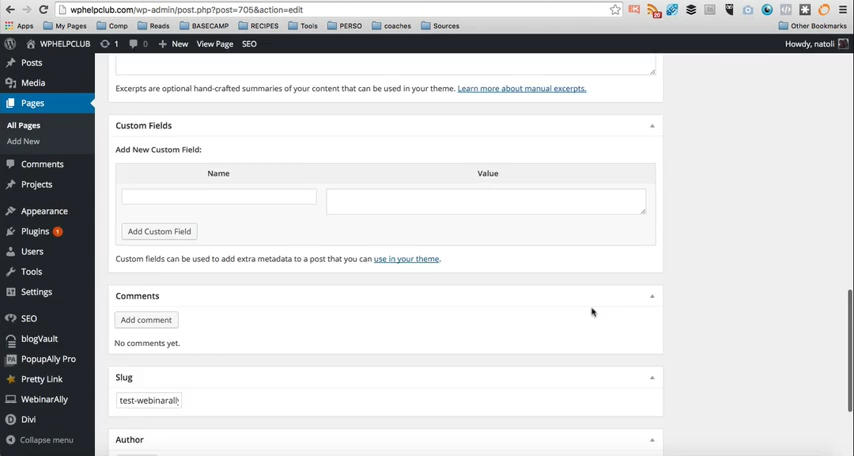 wphelpclub.com/wp-admin/post.php?post=705&action=edit
Apps My Pages Comp Reads BASECAMP RECIPES Tools PERSO coaches Sources Other Bookmarks
WPHELPCLUB 1 0 + New View Page SEO Howdy, natoli
Posts
Media
Pages
All Pages
Add New
Comments
Projects
Appearance
Plugins 1
Users
Tools
Settings
SEO
blogVault
PopupAlly Pro
Pretty Link
WebinarAlly
Divi
Collapse menu
Excerpts are optional hand-crafted summaries of your content that can be used in your theme. Learn more about manual excerpts.
Custom Fields
Add New Custom Field:
Name Value
Add Custom Field
Custom fields can be used to add extra metadata to a post that you can use in your theme.
Comments
Add comment
No comments yet.
Slug
test-webinarally
Author